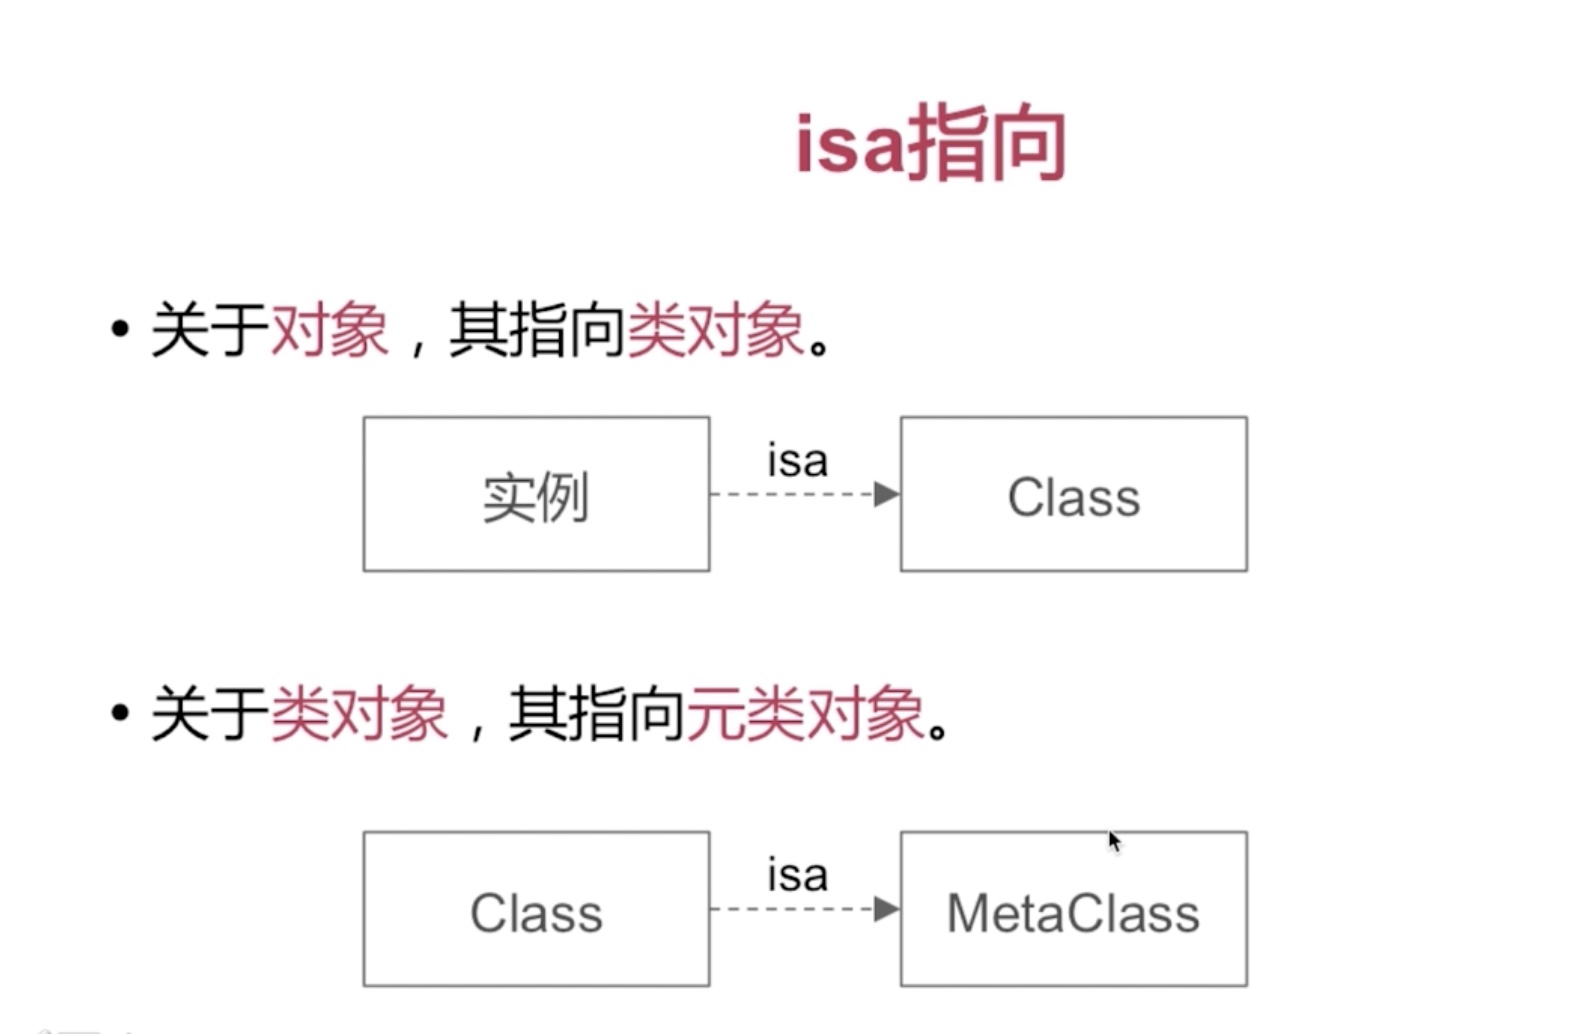 isa指向
• 关于对象，其指向类对象。
isa
实例
Class
• 关于类对象，其指向元类对象。
isa
Class
MetaClass